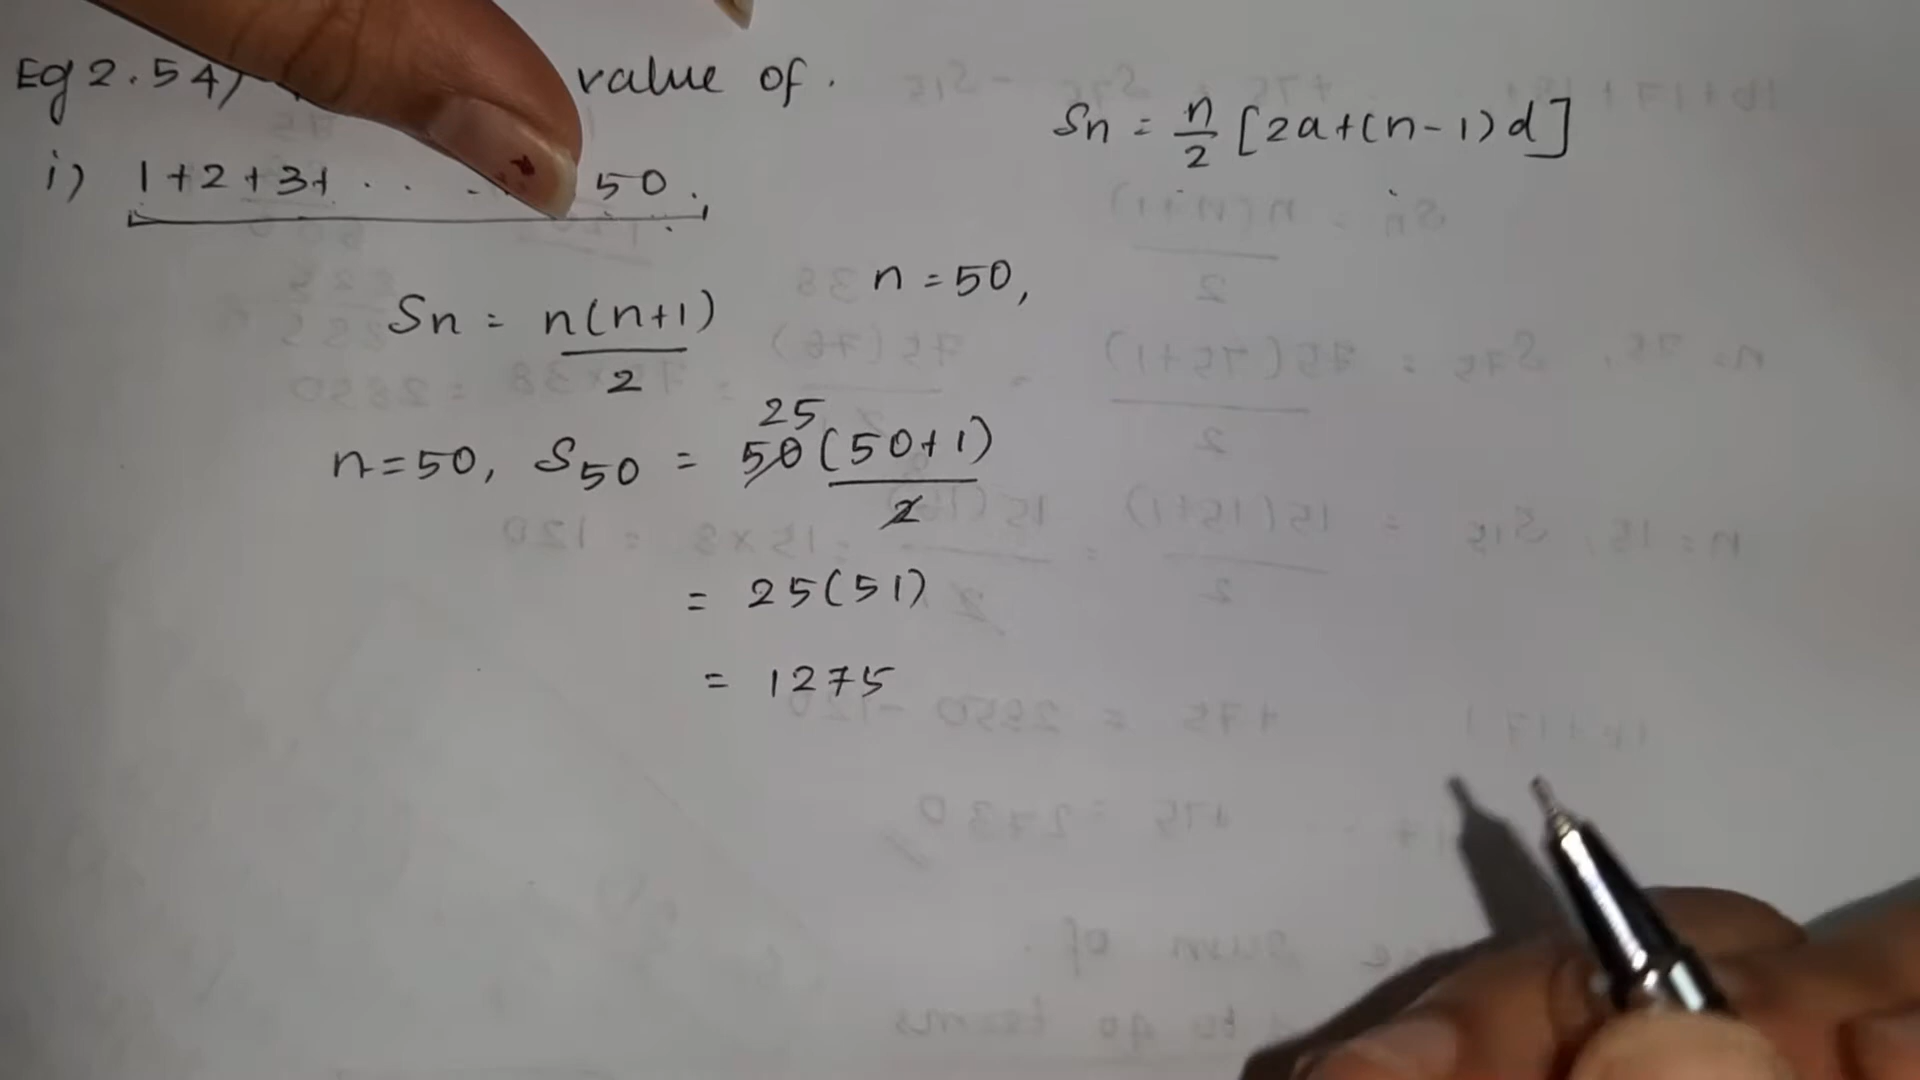 Eg 2.54) value of.
Sn = n/2 [2a+(n-1)d]
i) 1+2+3+ . . . 50.
n = 50,
Sn = n(n+1)/2
25
n=50, S50 = 50(50+1)/2
= 25(51)
= 1275